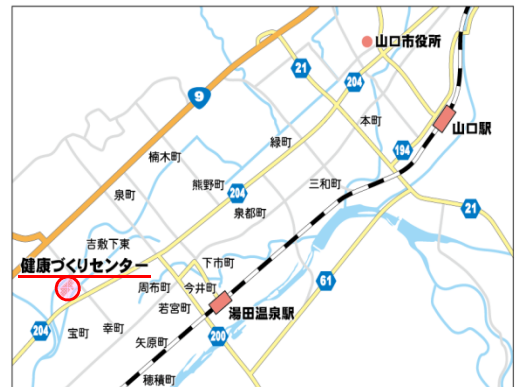 山口市役所
21
204
9
本町
山口駅
緑町
194
楠木町
熊野町
三和町
204
泉町
泉都町
21
吉敷下東
健康づくりセンター
下市町
周布町
今井町
61
若宮町
湯田温泉駅
204
宝町
幸町
200
矢原町
穂積町